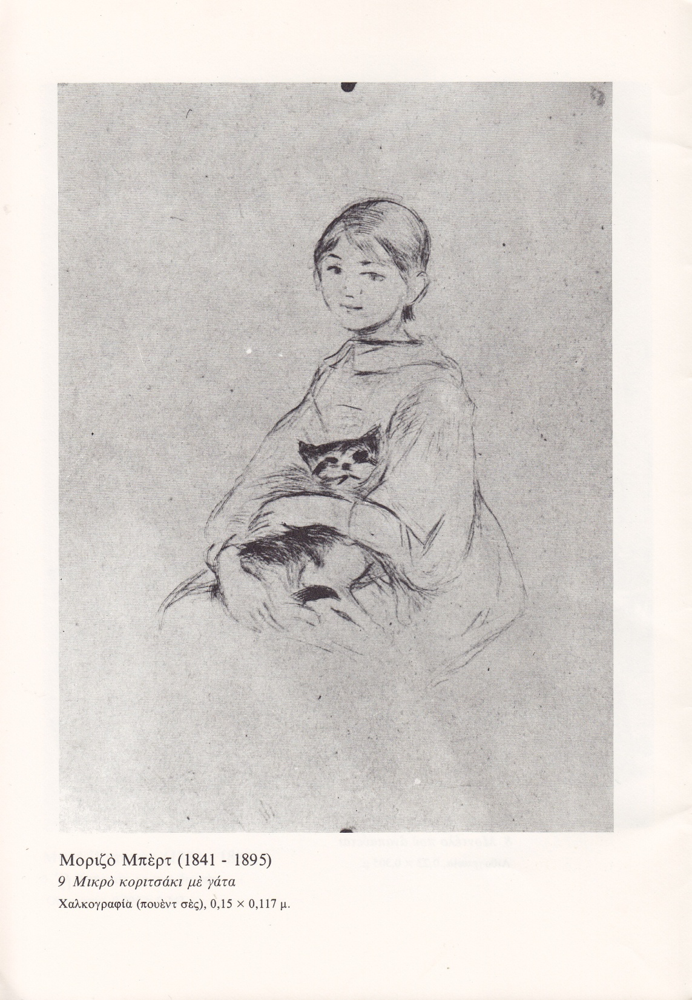 Μοριζὸ Μπὲρτ (1841 - 1895)
9 Μικρὸ κοριτσάκι μὲ γάτα
Χαλκογραφία (πουὲντ σὲς), 0,15 × 0,117 μ.